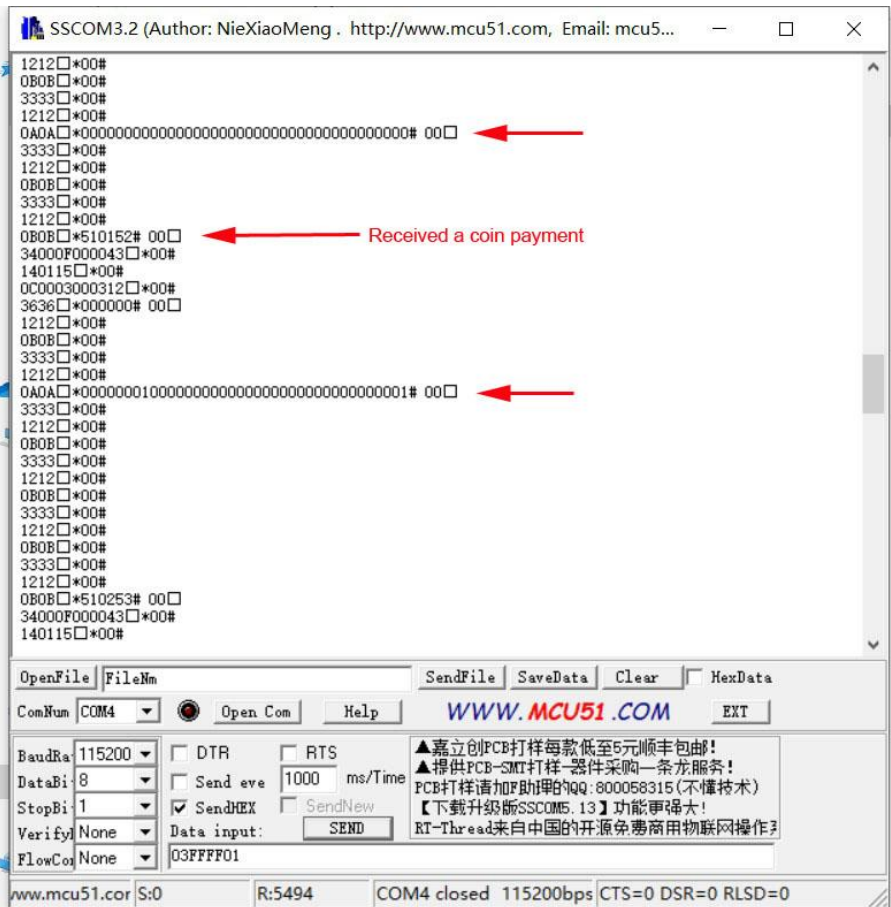 SSCOM3.2 (Author: NieXiaoMeng . http://www.mcu51.com, Email: mcu5...
1212□*00#
0B0B□*00#
3333□*00#
1212□*00#
0A0A□*00000000000000000000000000000000000000# 00□
3333□*00#
1212□*00#
0B0B□*00#
3333□*00#
1212□*00#
0B0B□*510152# 00□ Received a coin payment
34000F000043□*00#
140115□*00#
0C0003000312□*00#
3636□*000000# 00□
1212□*00#
0B0B□*00#
3333□*00#
1212□*00#
0A0A□*00000001000000000000000000000000000001# 00□
3333□*00#
1212□*00#
0B0B□*00#
3333□*00#
1212□*00#
0B0B□*00#
3333□*00#
1212□*00#
0B0B□*00#
3333□*00#
1212□*00#
0B0B□*510253# 00□
34000F000043□*00#
140115□*00#
OpenFile FileNm SendFile SaveData Clear HexData
ComNum COM4 Open Com Help WWW.MCU51.COM EXT
BaudRa 115200 DTR RTS
DataBi 8 Send eve 1000 ms/Time
StopBi 1 SendHEX SendNew
Verify None Data input: SEND
FlowCo None 03FFFF01
▲嘉立创PCB打样每款低至5元顺丰包邮!
▲提供PCB-SMT打样-器件采购一条龙服务!
PCB打样请加F助理的QQ:800058315(不懂技术)
【下载升级版SSCOM5.13】功能更强大!
RT-Thread来自中国的开源免费商用物联网操作系
www.mcu51.cor S:0 R:5494 COM4 closed 115200bps CTS=0 DSR=0 RLSD=0